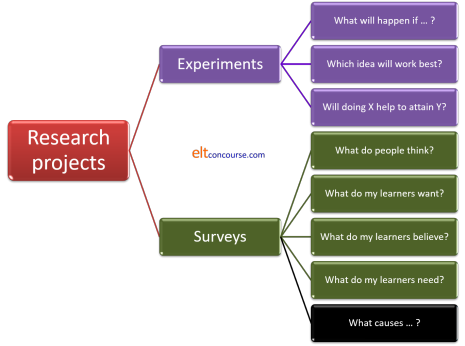 What will happen if … ?
Experiments
Which idea will work best?
Will doing X help to attain Y?
Research
projects
eltconcourse.com
What do people think?
What do my learners want?
Surveys
What do my learners believe?
What do my learners need?
What causes … ?